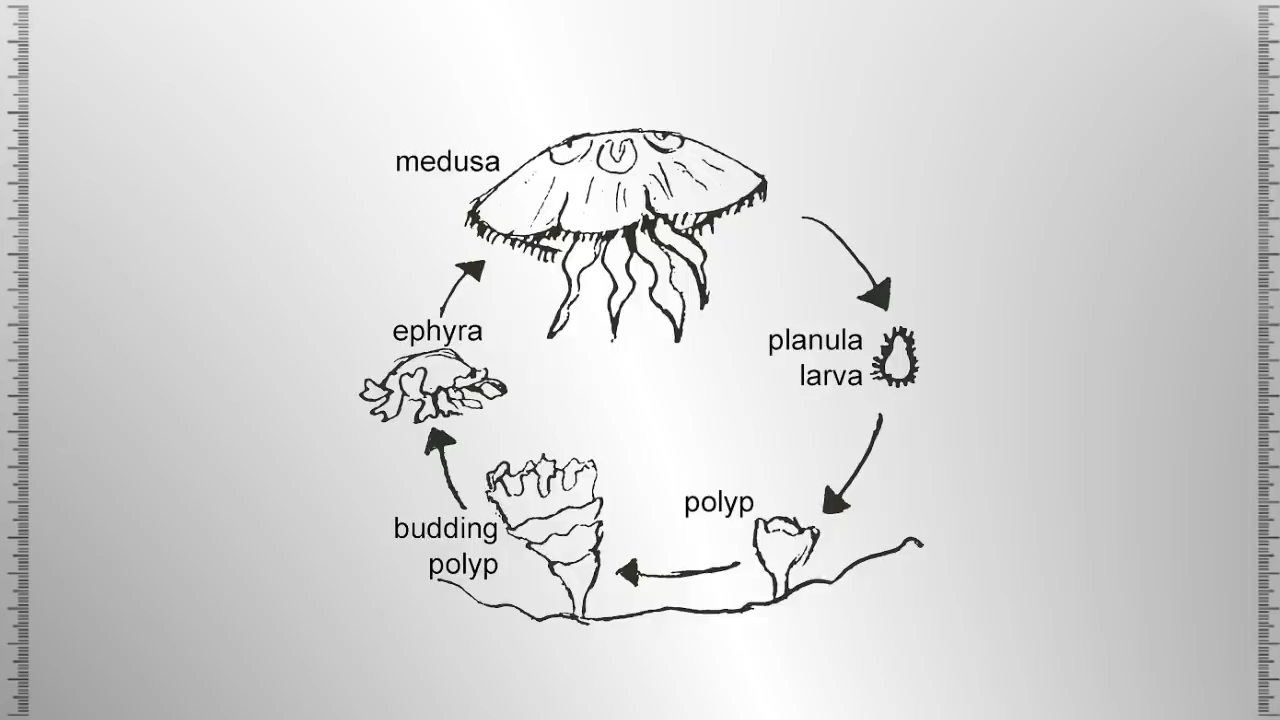 medusa
ephyra
planula
larva
polyp
budding
polyp